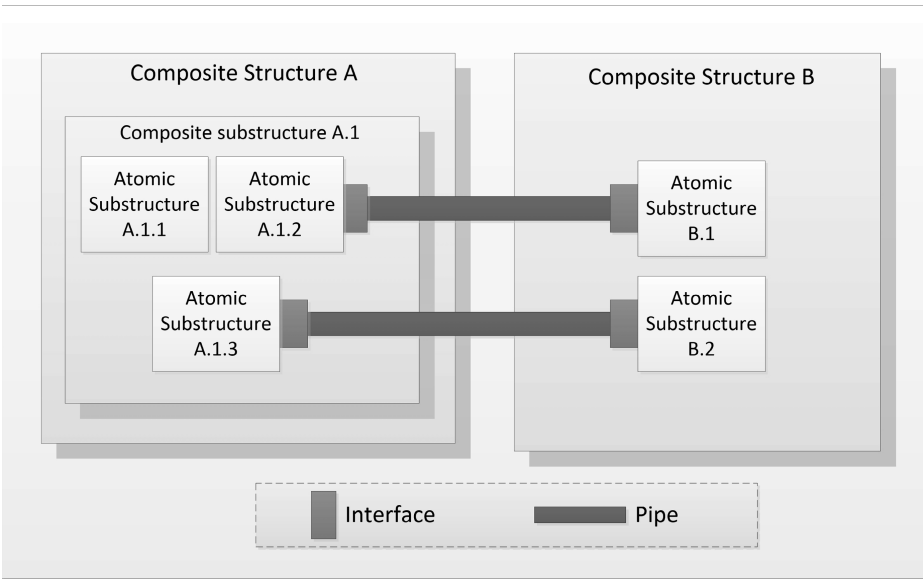 Composite Structure A
Composite substructure A.1
Atomic
Substructure
A.1.1
Atomic
Substructure
A.1.2
Atomic
Substructure
A.1.3
Composite Structure B
Atomic
Substructure
B.1
Atomic
Substructure
B.2
Interface
Pipe